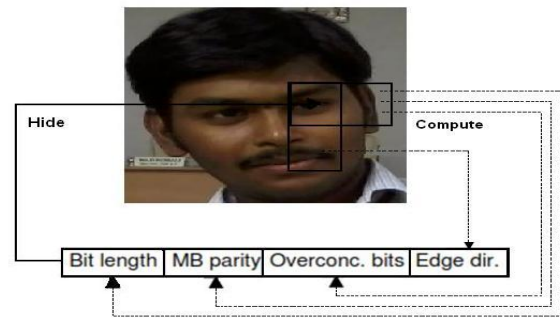 Hide
Compute
Bit length MB parity Overconc. bits Edge dir.